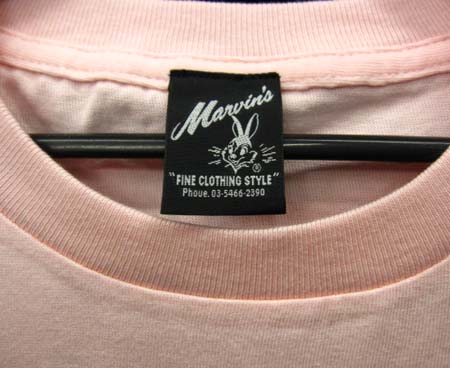 Marvin's
®
"FINE CLOTHING STYLE"
Phoue. 03-5466-2390